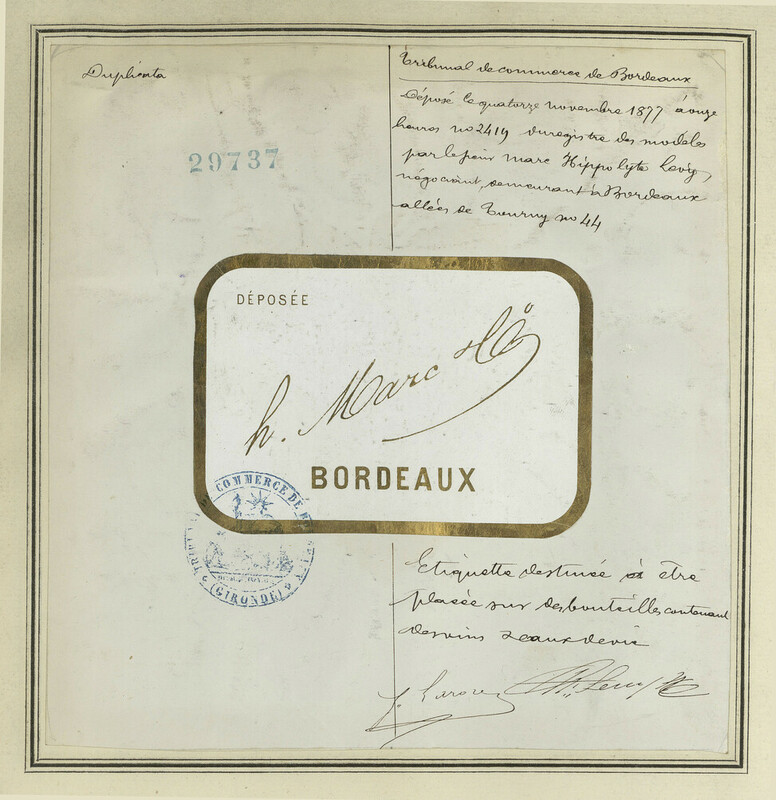 Duplicata
29737
Tribunal de commerce de Bordeaux
Déposé le quatorze novembre 1877 à onze
heures no 2419 du registre des modèles
par le Marc Hippolyte Levy,
négociant, demeurant à Bordeaux
allées de Tourny no 44
DÉPOSÉE
h. Marc & Co
BORDEAUX
COMMERCE DE
(GIRONDE)
Etiquette destinée à être
placée sur des bouteilles contenant
des vins & eaux de vie